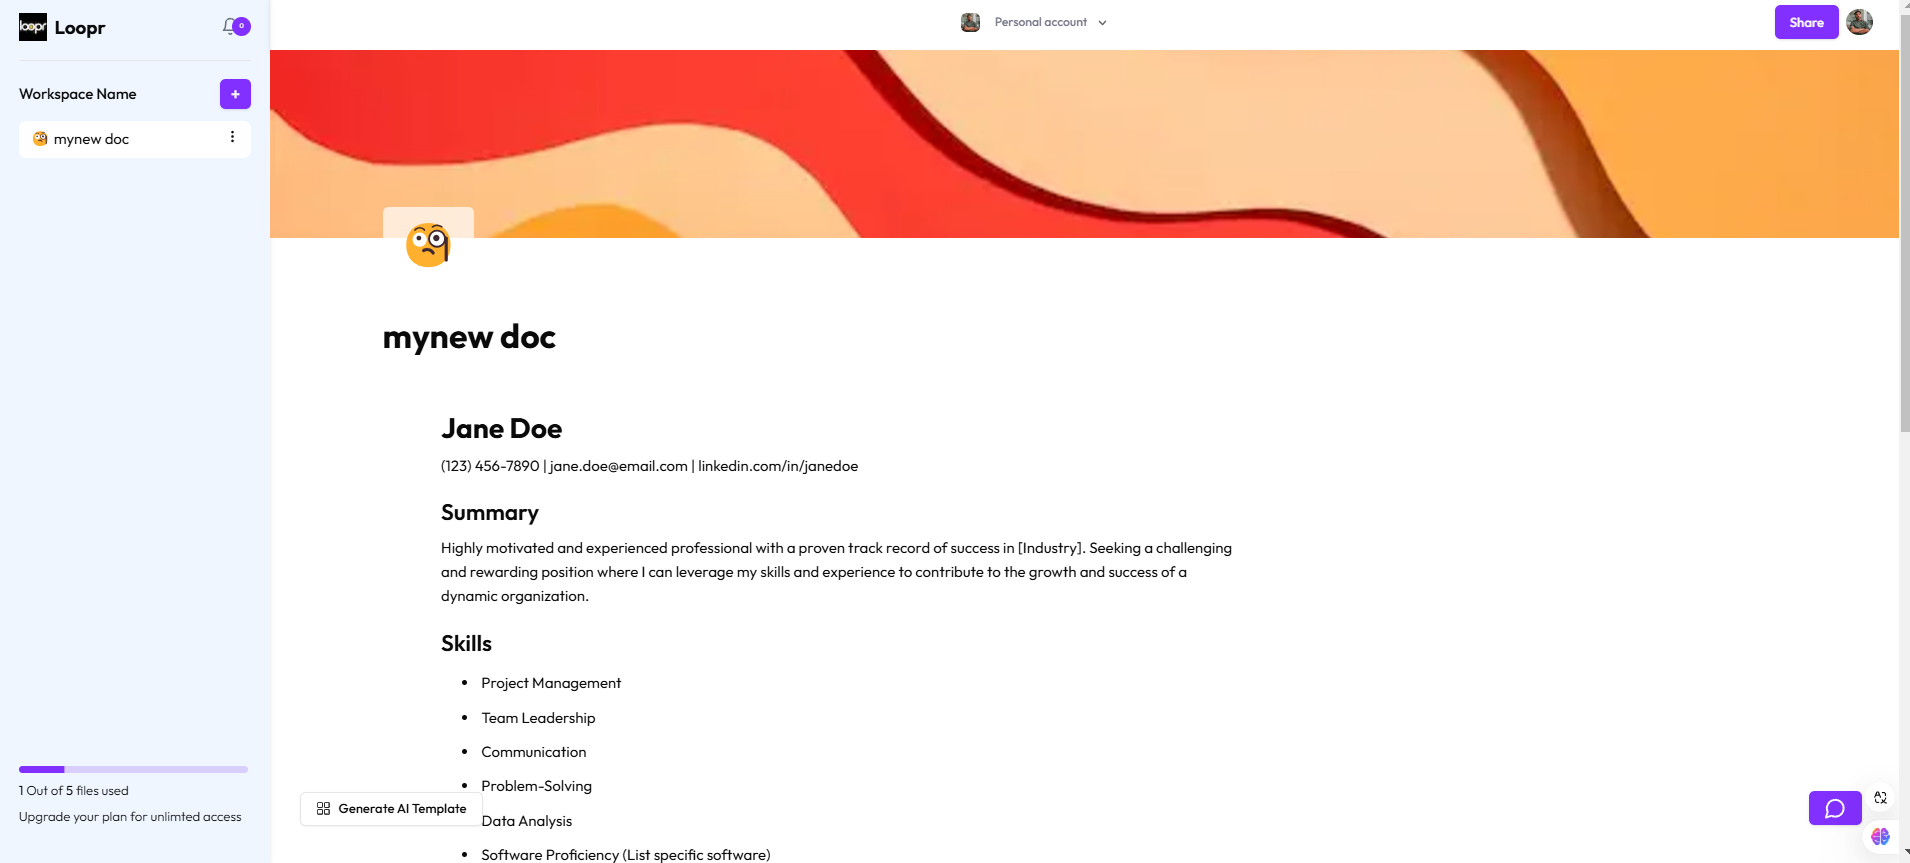 loopr Loopr 0
Personal account
Share
Workspace Name +
mynew doc
mynew doc
Jane Doe
(123) 456-7890 | jane.doe@email.com | linkedin.com/in/janedoe
Summary
Highly motivated and experienced professional with a proven track record of success in [Industry]. Seeking a challenging
and rewarding position where I can leverage my skills and experience to contribute to the growth and success of a
dynamic organization.
Skills
• Project Management
• Team Leadership
• Communication
• Problem-Solving
• Data Analysis
• Software Proficiency (List specific software)
Generate AI Template
1 Out of 5 files used
Upgrade your plan for unlimted access